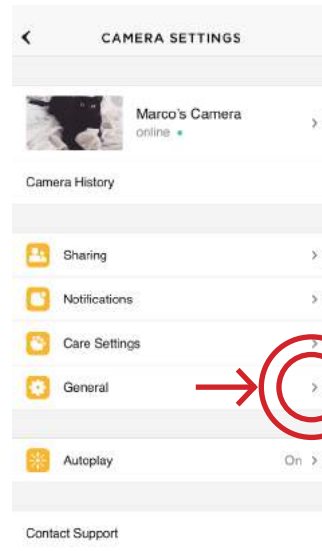 CAMERA SETTINGS
Marco's Camera
online
Camera History
Sharing
Notifications
Care Settings
General
Autoplay On
Contact Support